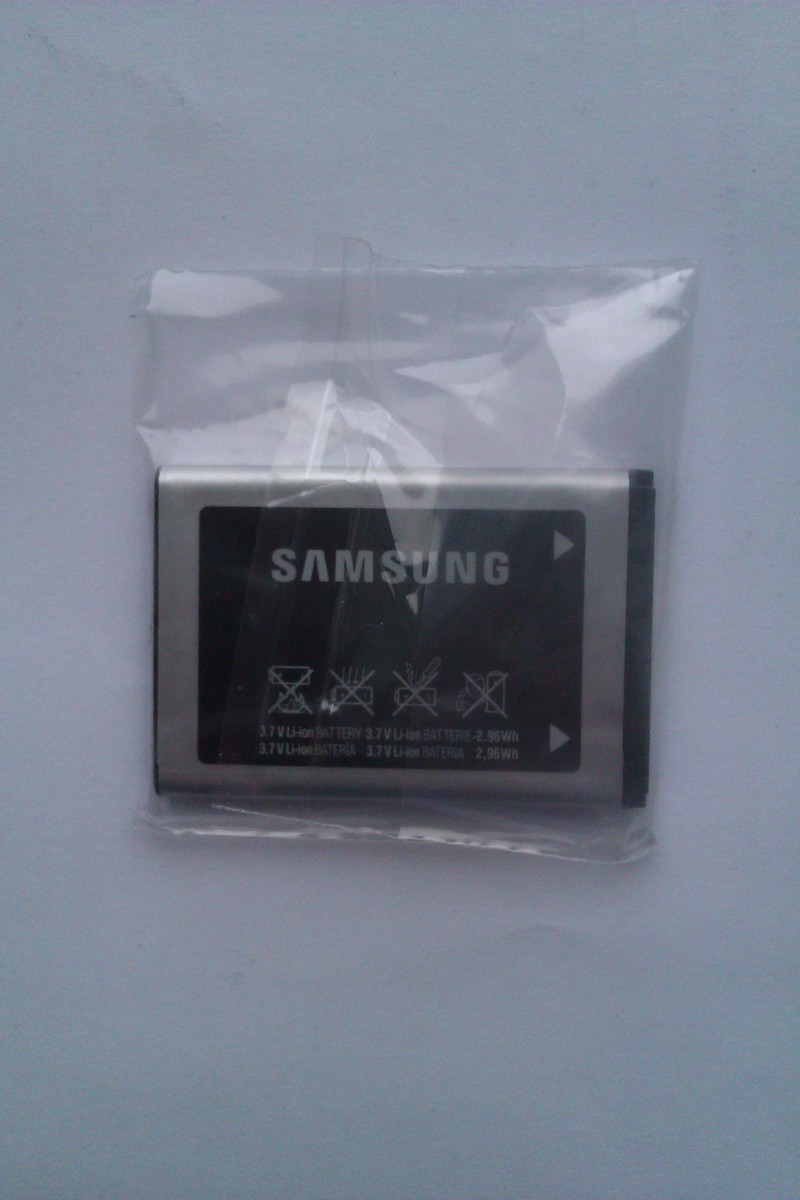 SAMSUNG
3.7 V Li-ion BATTERY 3.7 V Li-ion BATTERIE-2.96Wh
3.7 V Li-ion BATERIA 3.7 V Li-ion BATERIA 2,96Wh